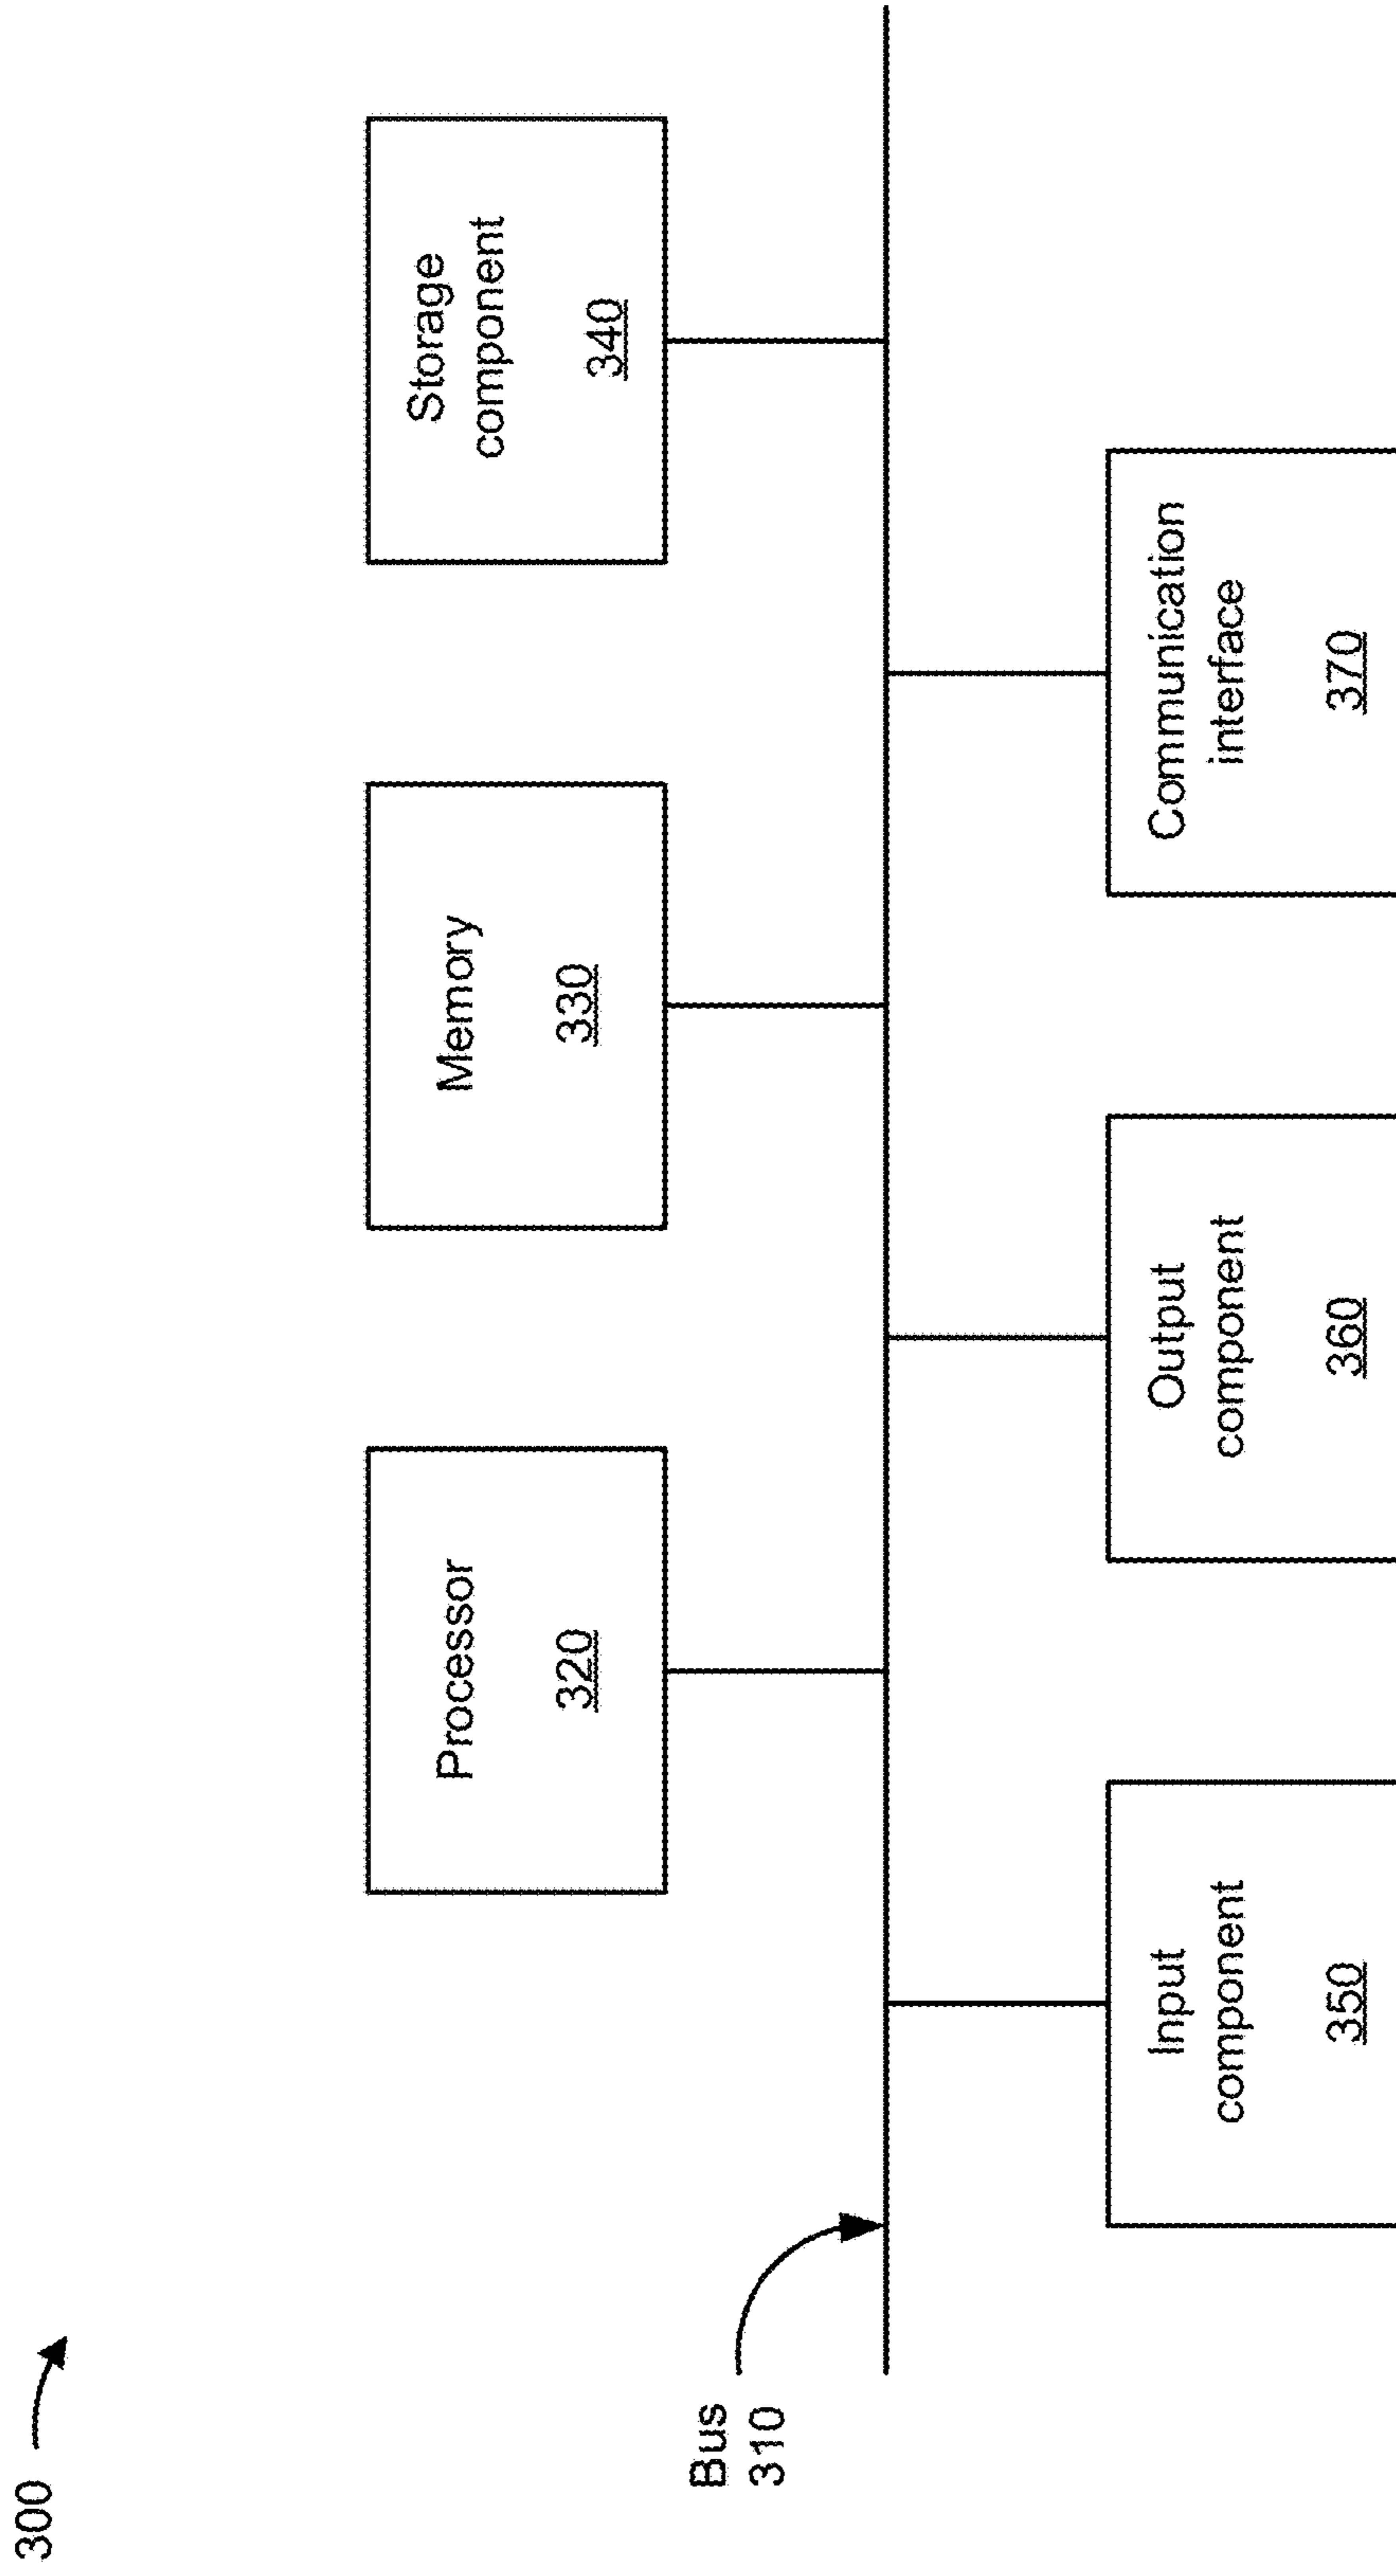 300
Processor
320
Memory
330
Storage
component
340
Bus
310
Input
component
350
Output
component
360
Communication
interface
370